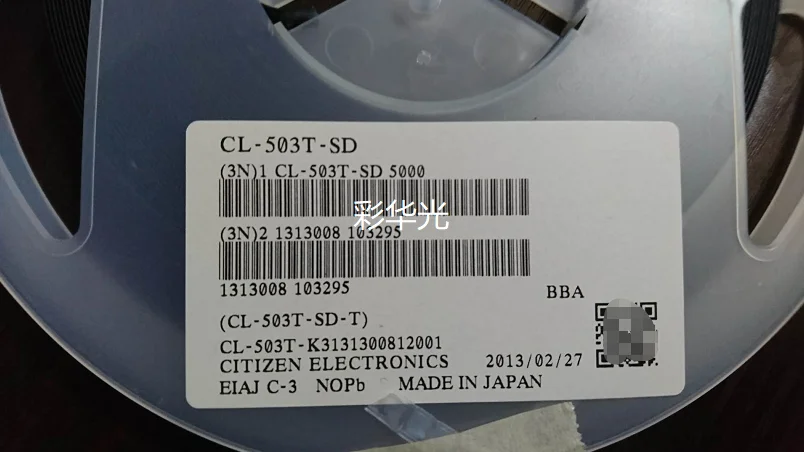 CL-503T-SD
(3N)1 CL-503T-SD 5000
彩华光
(3N)2 1313008 103295
1313008 103295
BBA
(CL-503T-SD-T)
CL-503T-K3131300812001
CITIZEN ELECTRONICS 2013/02/27
EIAJ C-3 NOPb MADE IN JAPAN